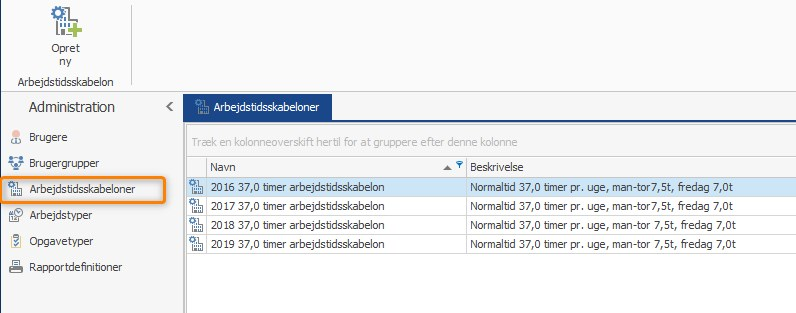 Opret
ny
Arbejdstidsskabelon
Administration
Brugere
Brugergrupper
Arbejdstidsskabeloner
Arbejdstyper
Opgavetyper
Rapportdefinitioner
Arbejdstidsskabeloner
Træk en kolonneoverskift hertil for at gruppere efter denne kolonne
Navn Beskrivelse
2016 37,0 timer arbejdstidsskabelon Normaltid 37,0 timer pr. uge, man-tor7,5t, fredag 7,0t
2017 37,0 timer arbejdstidsskabelon Normaltid 37,0 timer pr. uge, man-tor7,5t, fredag 7,0t
2018 37,0 timer arbejdstidsskabelon Normaltid 37,0 timer pr. uge, man-tor 7,5t, fredag 7,0t
2019 37,0 timer arbejdstidsskabelon Normaltid 37,0 timer pr. uge, man-tor 7,5t, fredag 7,0t